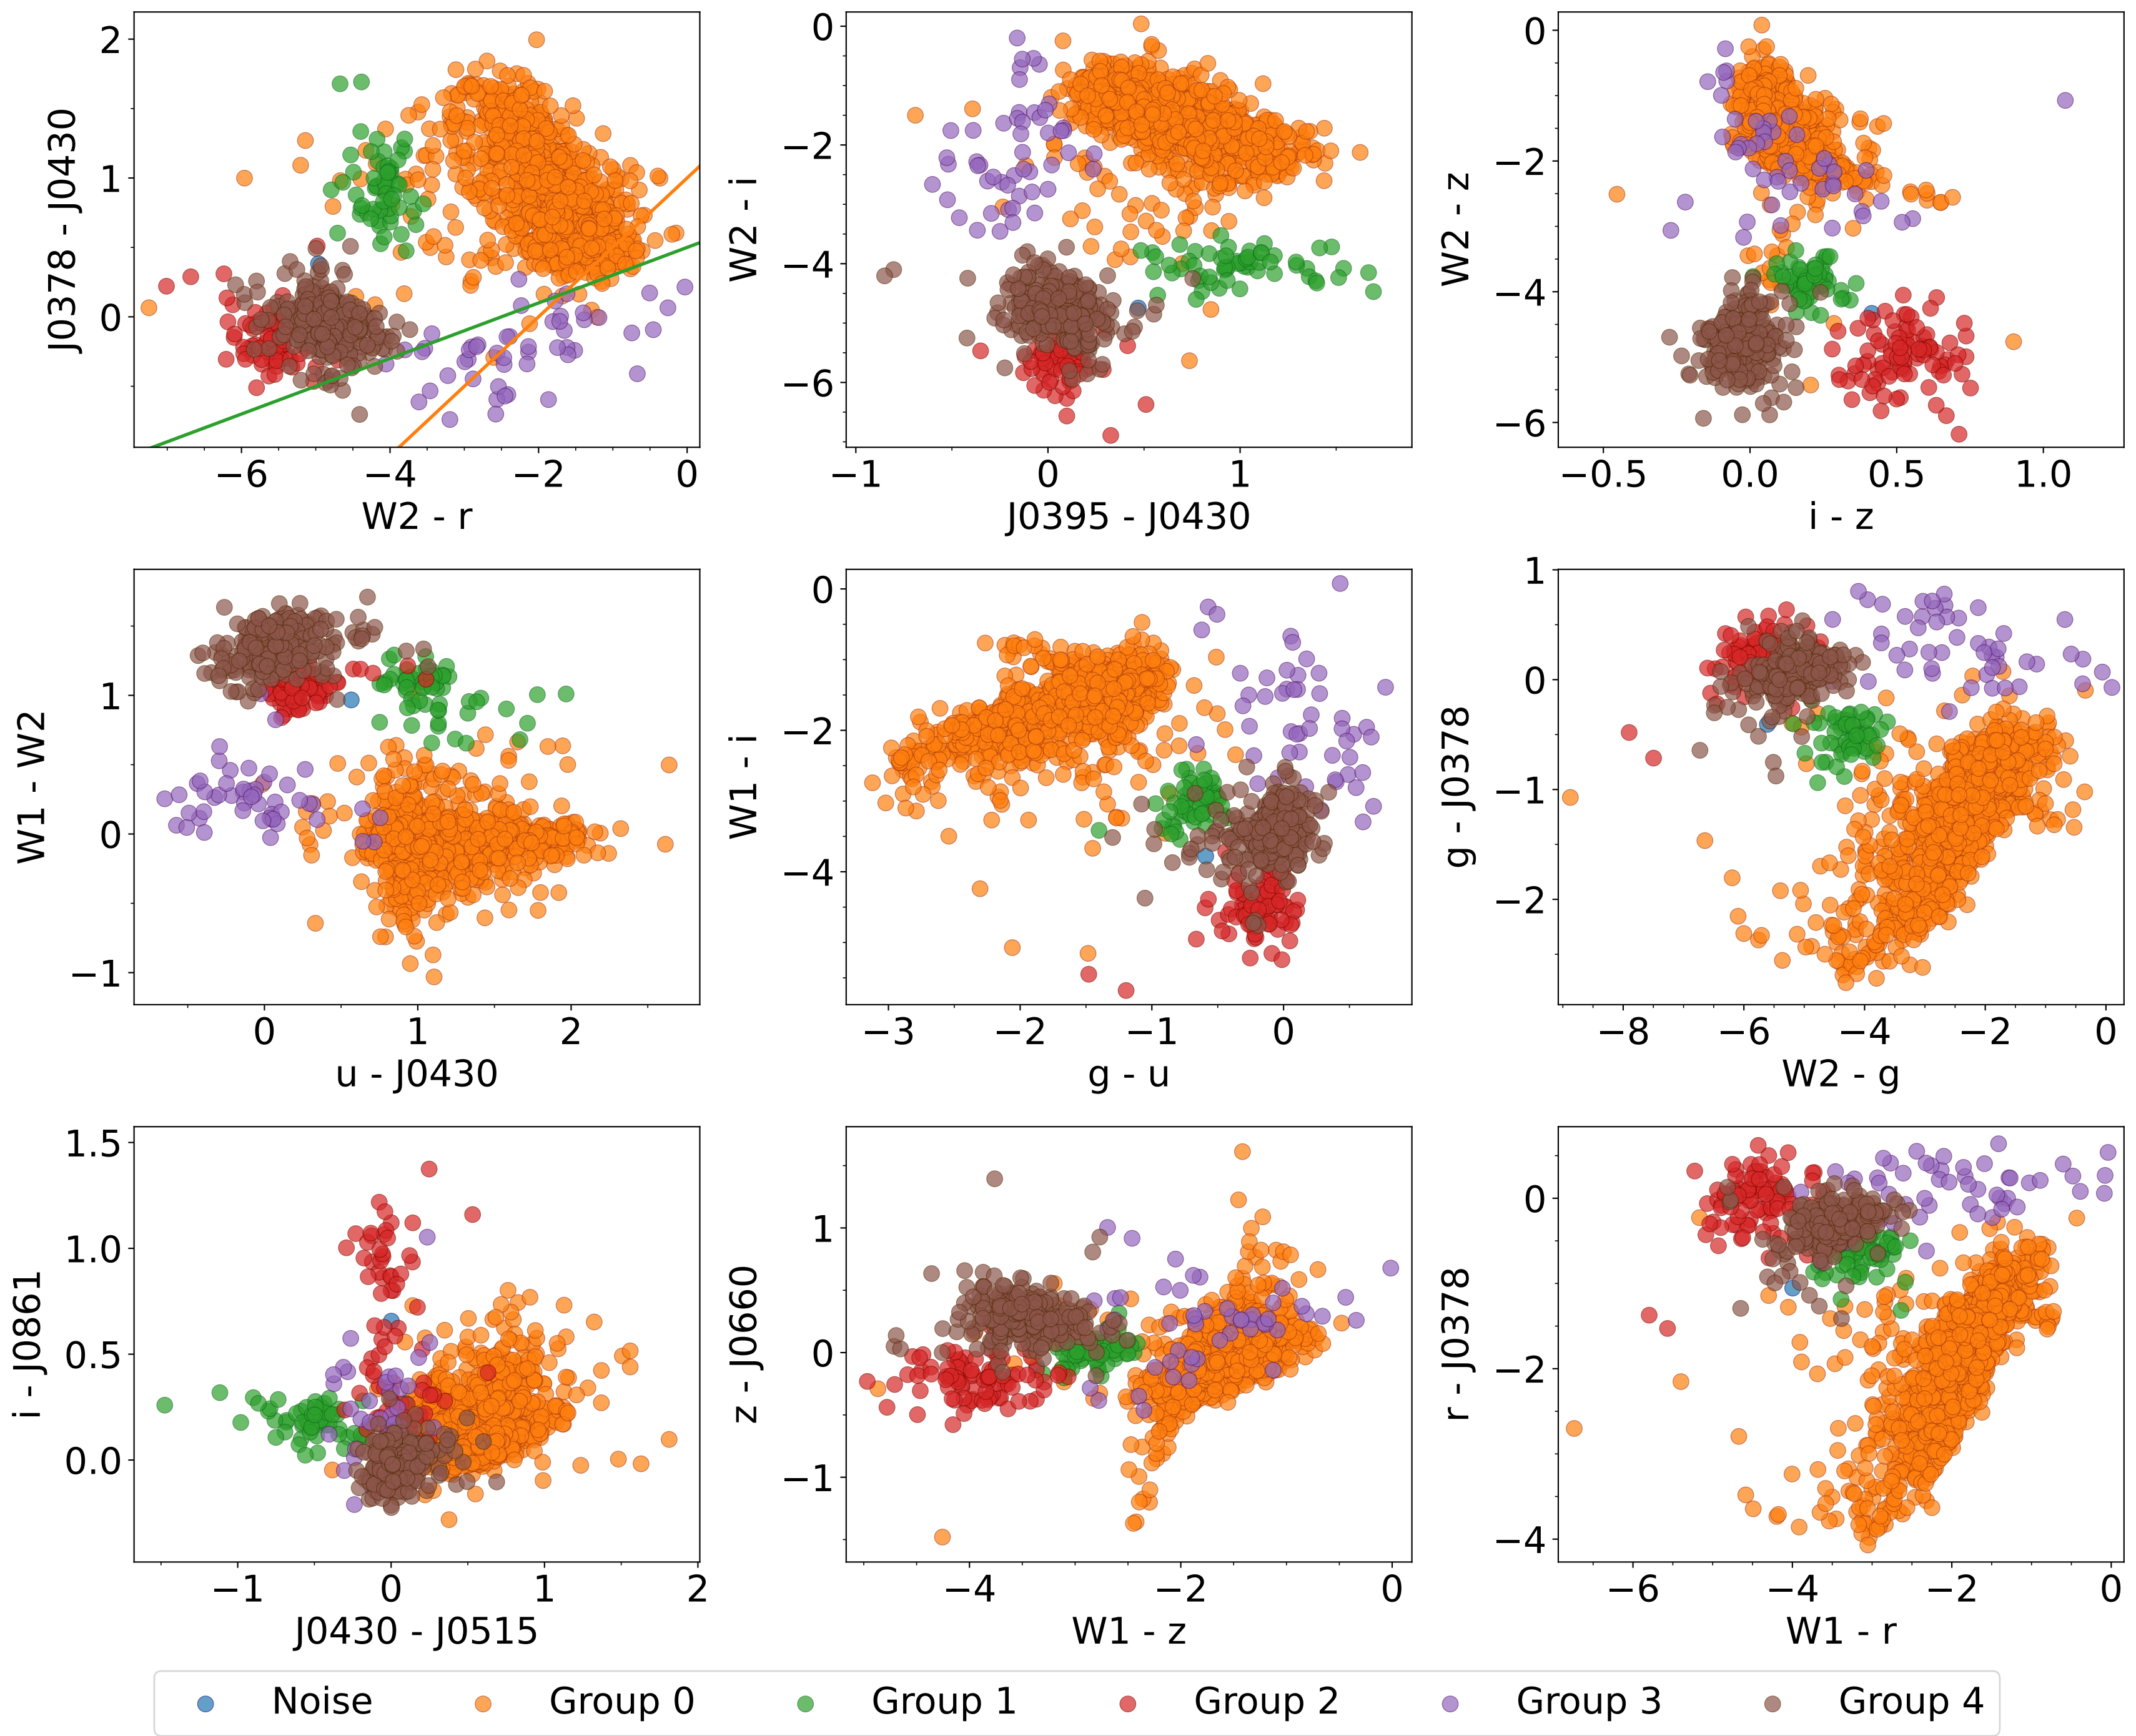 2
1
0
J0378 - J0430
−6
−4
−2
0
W2 - r
0
−2
−4
−6
W2 - i
−1
0
1
J0395 - J0430
0
−2
−4
−6
W2 - z
−0.5
0.0
0.5
1.0
i - z
1
0
−1
W1 - W2
0
1
2
u - J0430
0
−2
−4
W1 - i
−3
−2
−1
0
g - u
1
0
−1
−2
g - J0378
−8
−6
−4
−2
0
W2 - g
1.5
1.0
0.5
0.0
i - J0861
−1
0
1
2
J0430 - J0515
1
0
−1
z - J0660
−4
−2
0
W1 - z
0
−2
−4
r - J0378
−6
−4
−2
0
W1 - r
Noise
Group 0
Group 1
Group 2
Group 3
Group 4